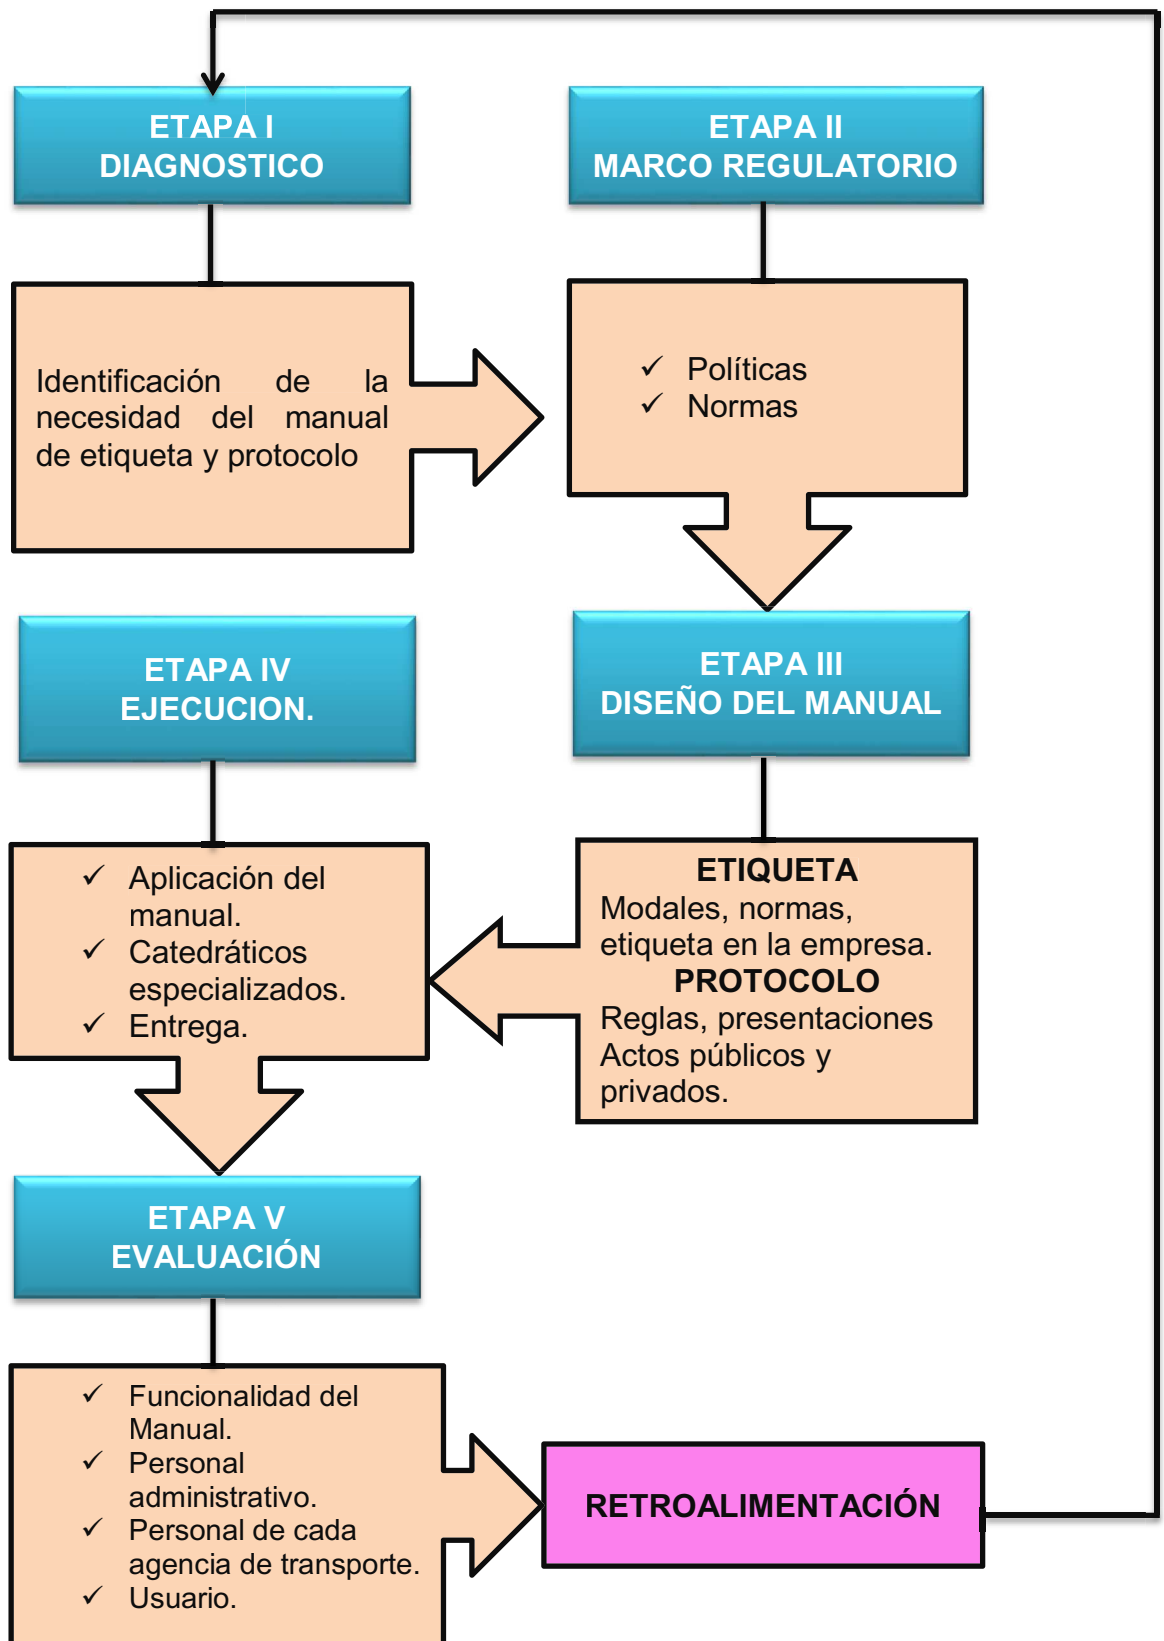 ETAPA I
DIAGNOSTICO
Identificación de la
necesidad del manual
de etiqueta y protocolo
ETAPA II
MARCO REGULATORIO
✓ Políticas
✓ Normas
ETAPA III
DISEÑO DEL MANUAL
ETIQUETA
Modales, normas,
etiqueta en la empresa.
PROTOCOLO
Reglas, presentaciones
Actos públicos y
privados.
ETAPA IV
EJECUCION.
✓ Aplicación del
manual.
✓ Catedráticos
especializados.
✓ Entrega.
ETAPA V
EVALUACIÓN
✓ Funcionalidad del
Manual.
✓ Personal
administrativo.
✓ Personal de cada
agencia de transporte.
✓ Usuario.
RETROALIMENTACIÓN